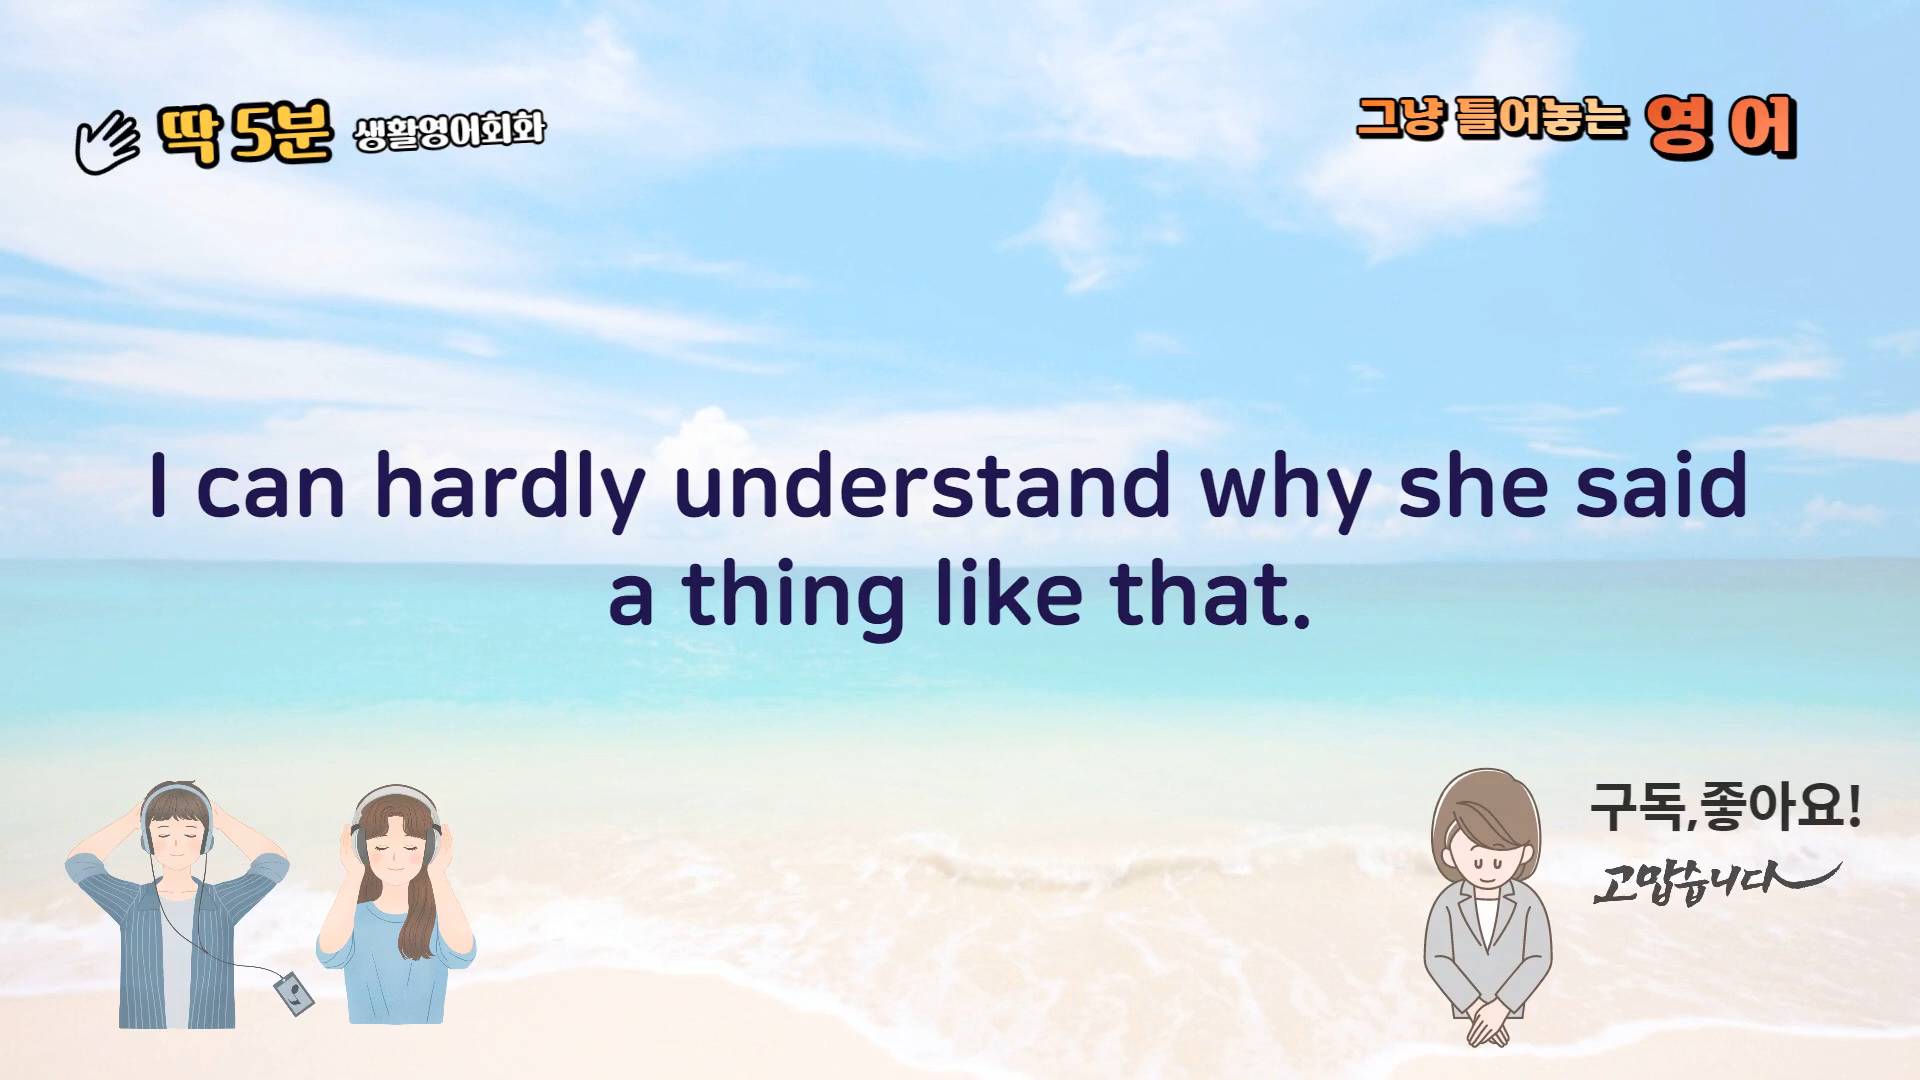 딱 5분 생활영어회화
그냥 틀어놓는 영어
I can hardly understand why she said
a thing like that.
구독,좋아요!
고맙습니다